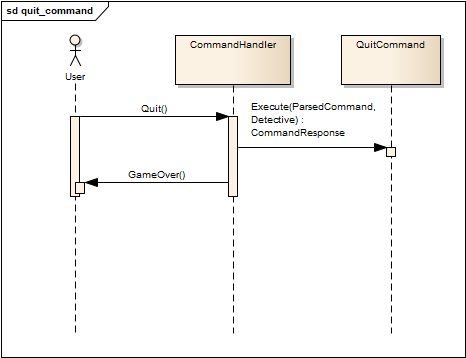 sd quit_command
User
CommandHandler
QuitCommand
Quit()
Execute(ParsedCommand,
Detective) :
CommandResponse
GameOver()